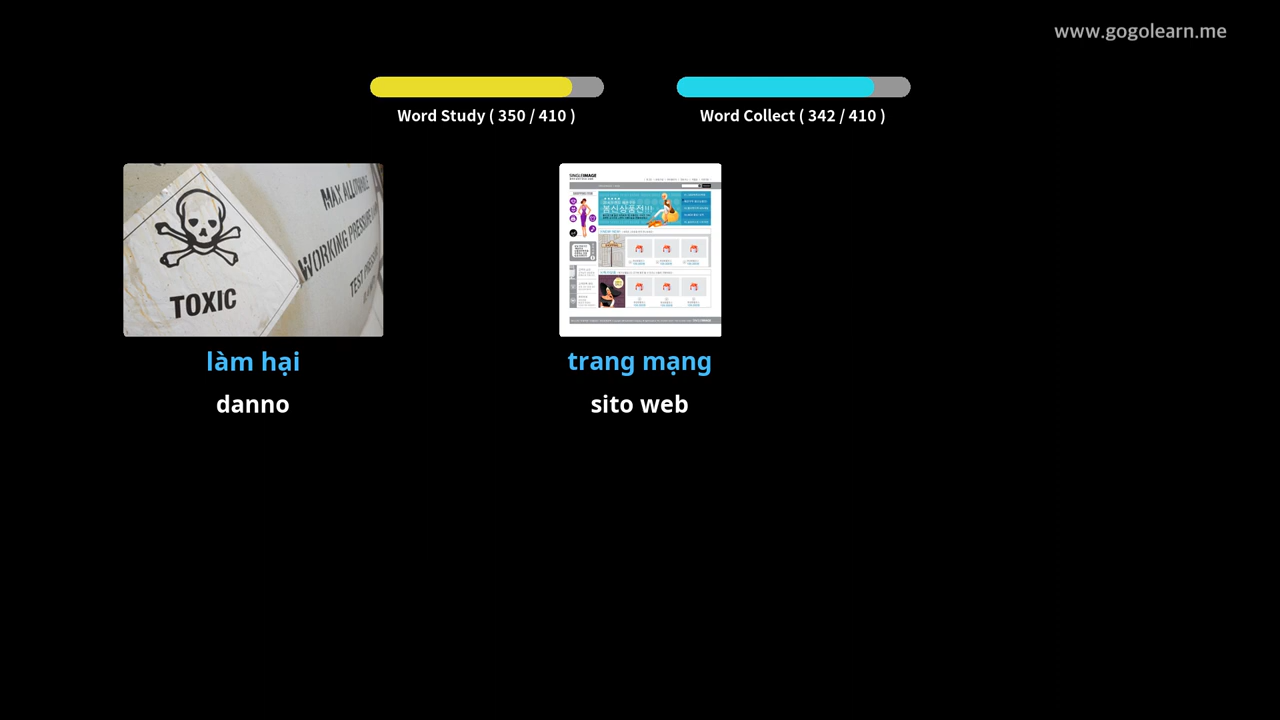 www.gogolearn.me
Word Study ( 350 / 410 )
Word Collect ( 342 / 410 )
TOXIC
MAX ALLOWABLE
WORKING PRESSURE
TEST
làm hại
trang mạng
danno
sito web